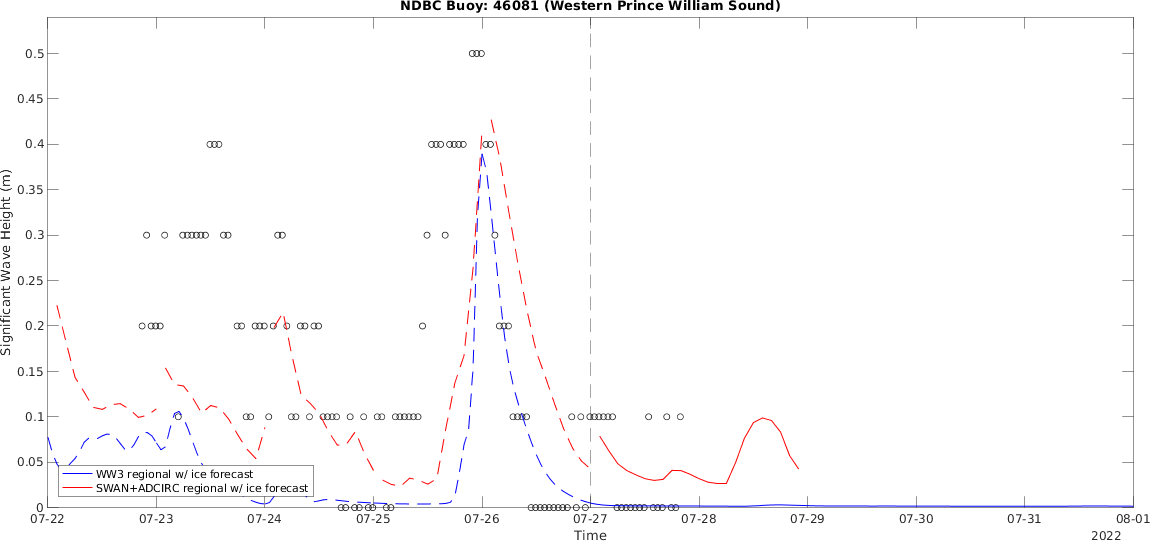 NDBC Buoy: 46081 (Western Prince William Sound)
0.5
0.45
0.4
0.35
0.3
0.25
0.2
0.15
0.1
0.05
0
Significant Wave Height (m)
WW3 regional w/ ice forecast
SWAN+ADCIRC regional w/ ice forecast
07-22 07-23 07-24 07-25 07-26 07-27 07-28 07-29 07-30 07-31 08-01
Time
2022